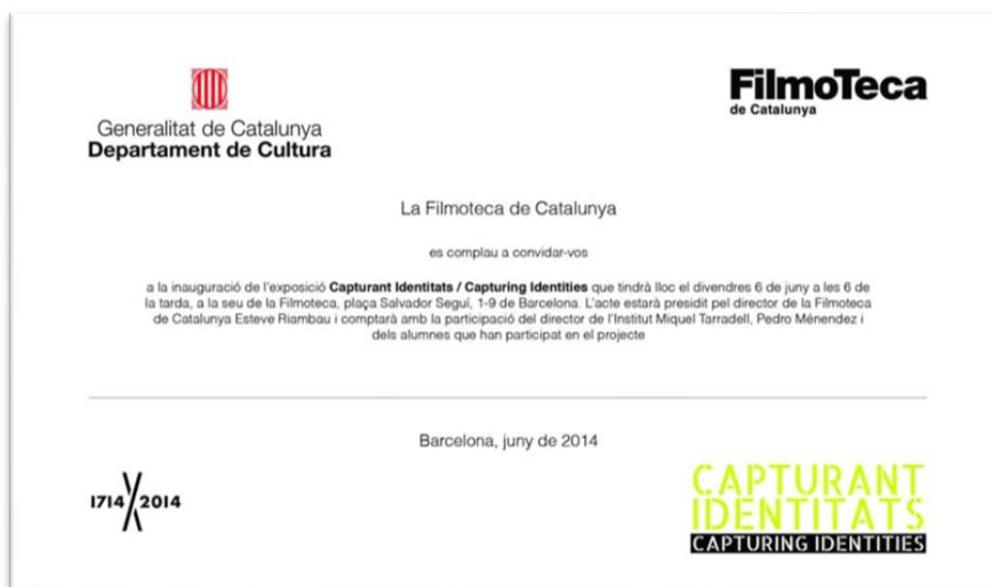 Generalitat de Catalunya
Departament de Cultura
FilmoTeca
de Catalunya
La Filmoteca de Catalunya
es complau a convidar-vos
a la inauguració de l'exposició Capturant Identitats / Capturing Identities que tindrà lloc el divendres 6 de juny a les 6 de
la tarda, a la seu de la Filmoteca, plaça Salvador Seguí, 1-9 de Barcelona. L'acte estarà presidit pel director de la Filmoteca
de Catalunya Esteve Riambau i comptarà amb la participació del director de l'Institut Miquel Tarradell, Pedro Ménendez i
dels alumnes que han participat en el projecte
Barcelona, juny de 2014
1714 2014
CAPTURANT
IDENTITATS
CAPTURING IDENTITIES